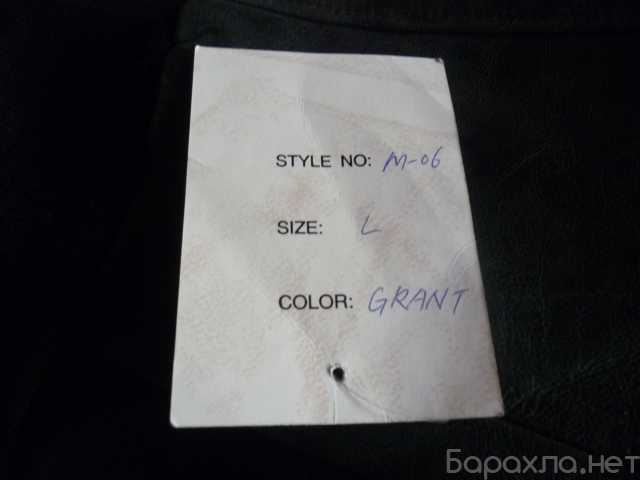 STYLE NO: M-06
SIZE: L
COLOR: GRANT
Барахла.нет